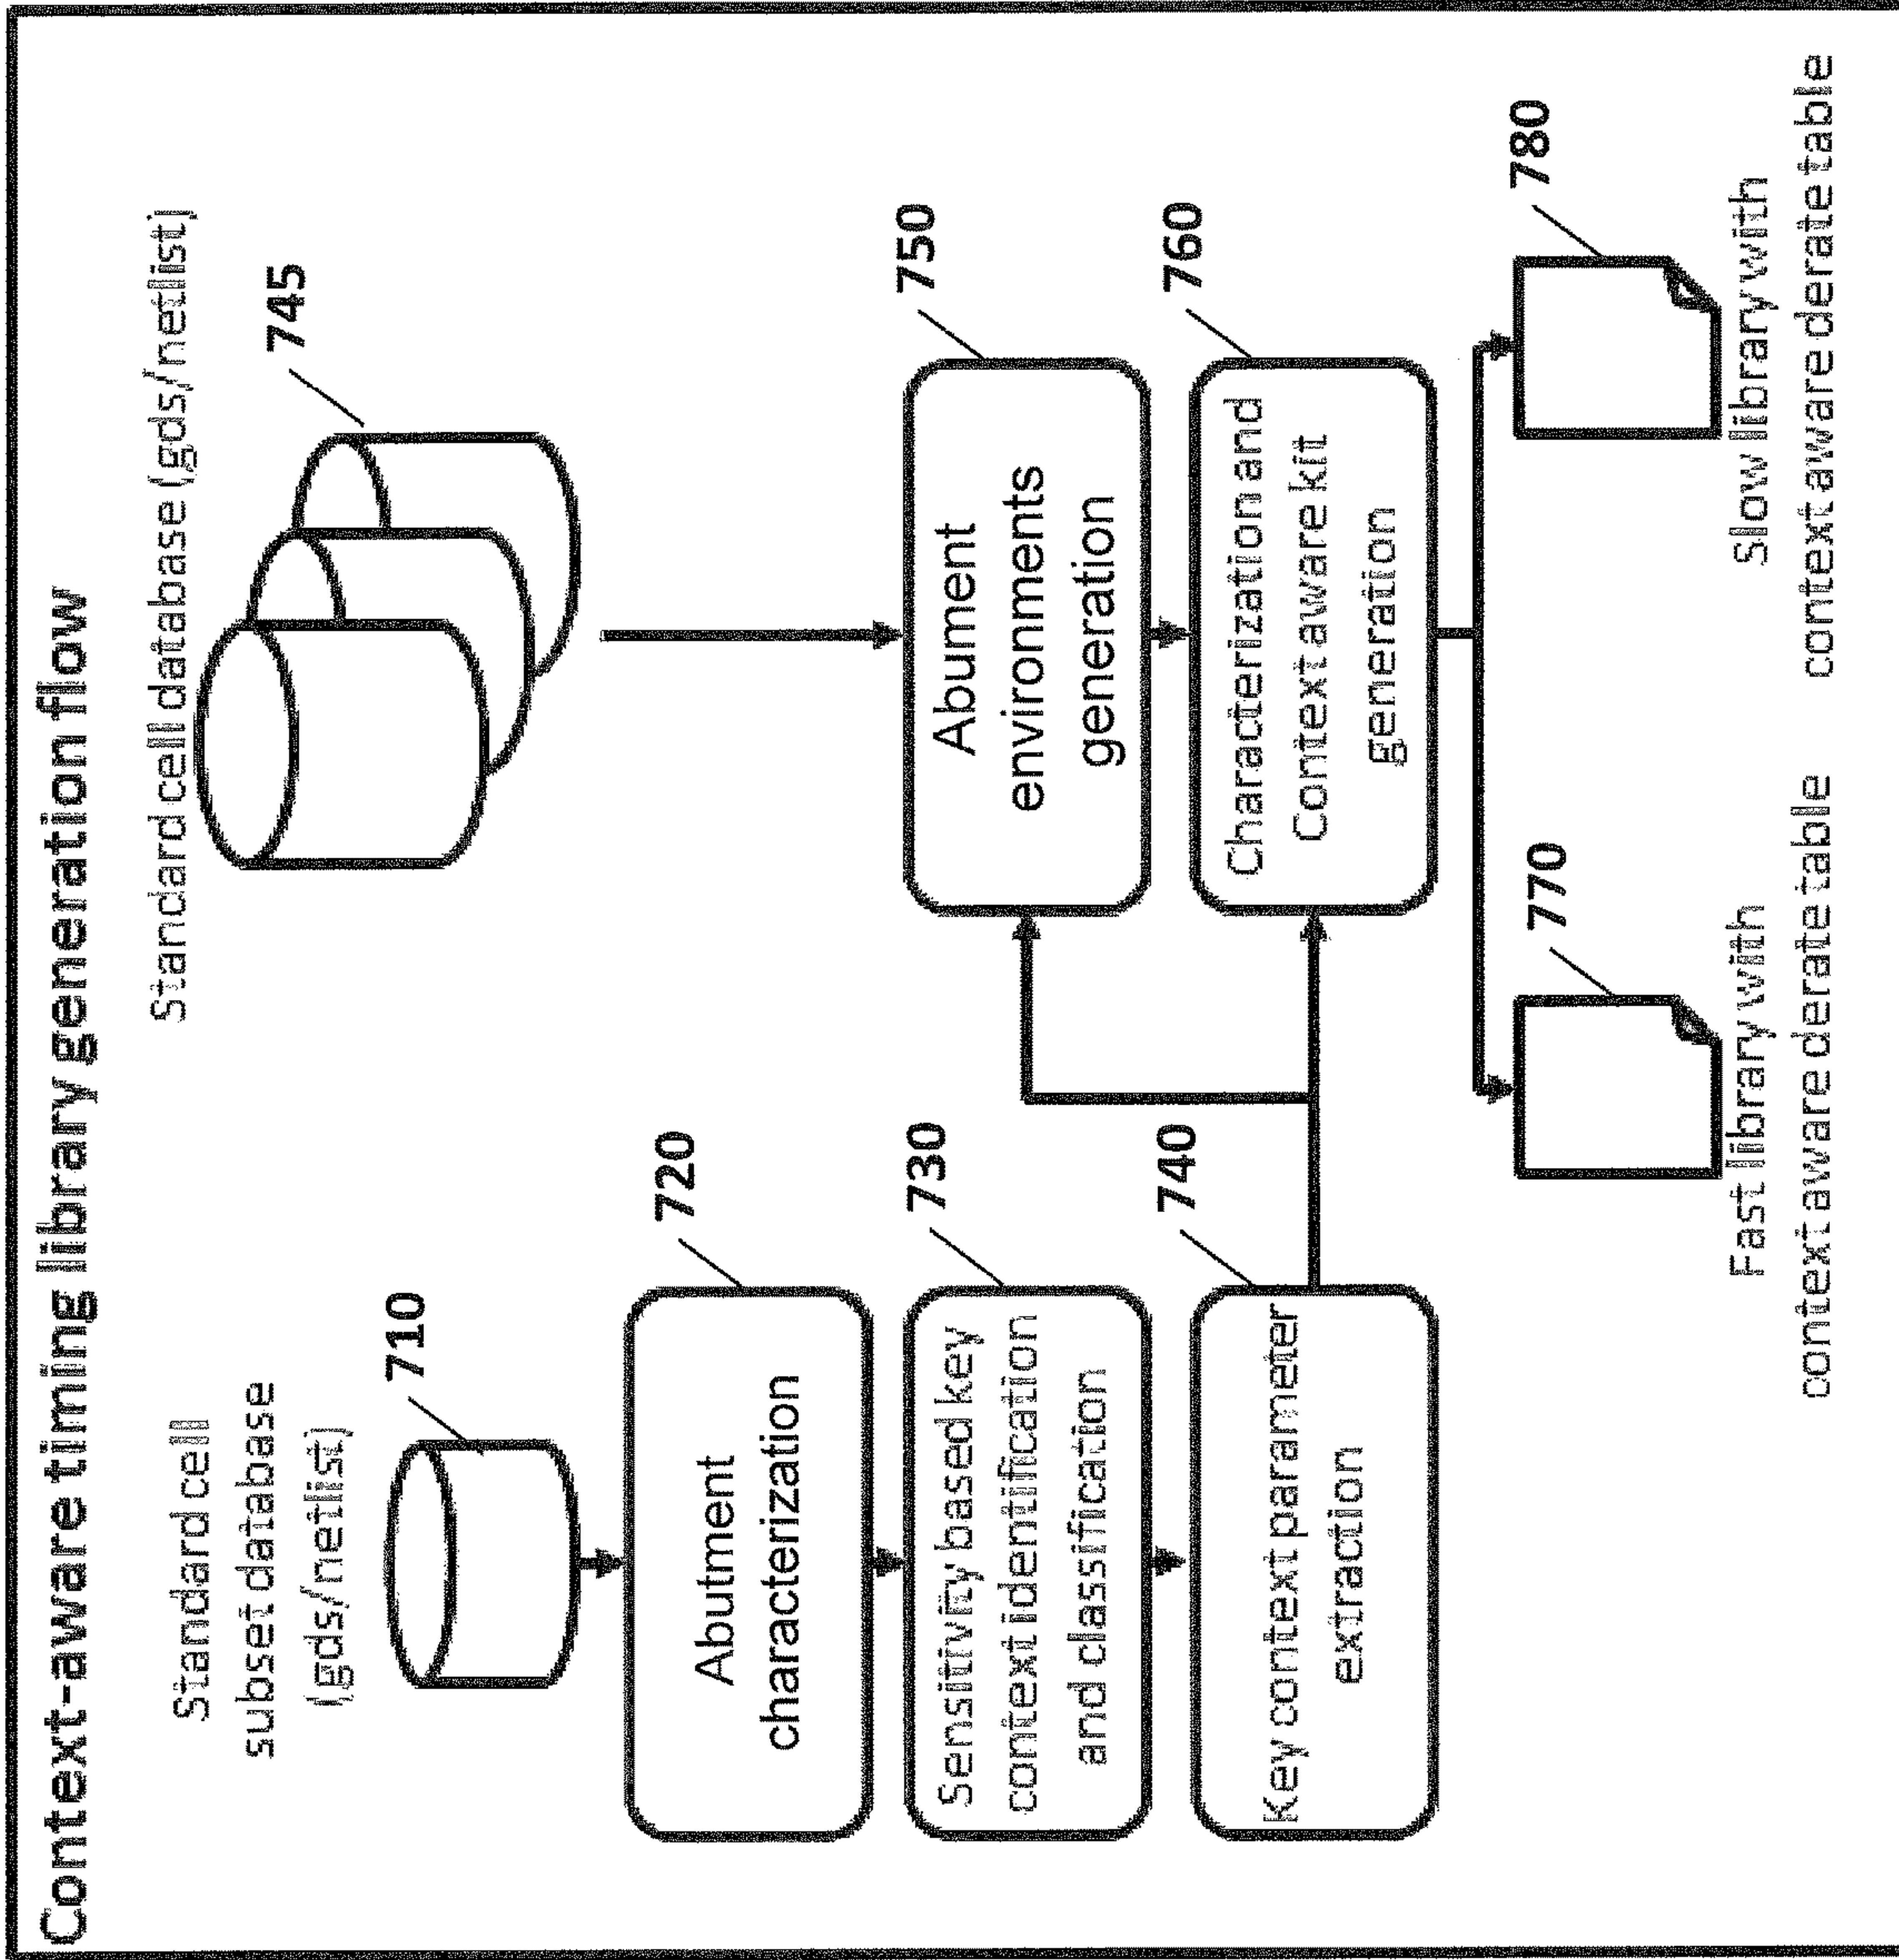 Context-aware timing library generation flow
Standard cell
subset database
(gds/netlist)
710
Abutment
characterization
720
Sensitivity based key
context identification
and classification
730
Key context parameter
extraction
740
Standard cell database (gds/netlist)
745
Abument
environments
generation
750
Characterization and
Context aware kit
generation
760
770
Fast library with
context aware derate table
780
Slow library with
context aware derate table